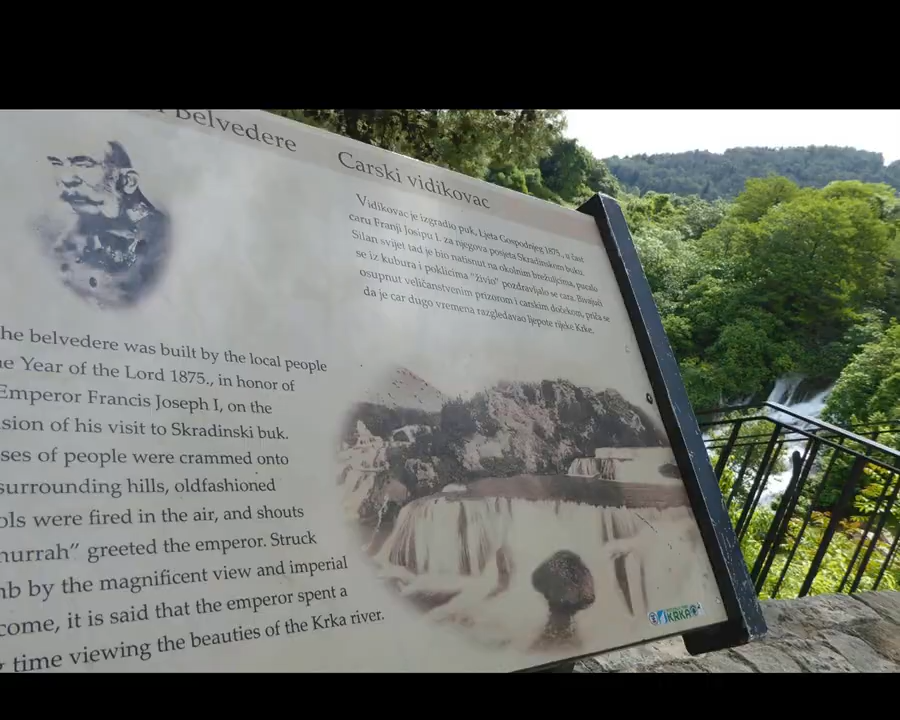 Belvedere
he belvedere was built by the local people
e Year of the Lord 1875., in honor of
Emperor Francis Joseph I, on the
sion of his visit to Skradinski buk.
ses of people were crammed onto
surrounding hills, oldfashioned
ols were fired in the air, and shouts
hurrah" greeted the emperor. Struck
mb by the magnificent view and imperial
come, it is said that the emperor spent a
time viewing the beauties of the Krka river.
Carski vidikovac
Vidikovac je izgradio puk, Ljeta Gospodnjeg 1875., u čast
caru Franji Josipu I. za njegova posjeta Skradinskom buku.
Silan svijet tad je bio natisnut na okolnim brežuljcima, pucalo
se iz kubura i poklicima "živio" pozdravljalo se cara. Bivajući
osupnut veličanstvenim prizorom i carskim dočekom, priča se
da je car dugo vremena razgledavao ljepote rijeke Krke.
KRKA